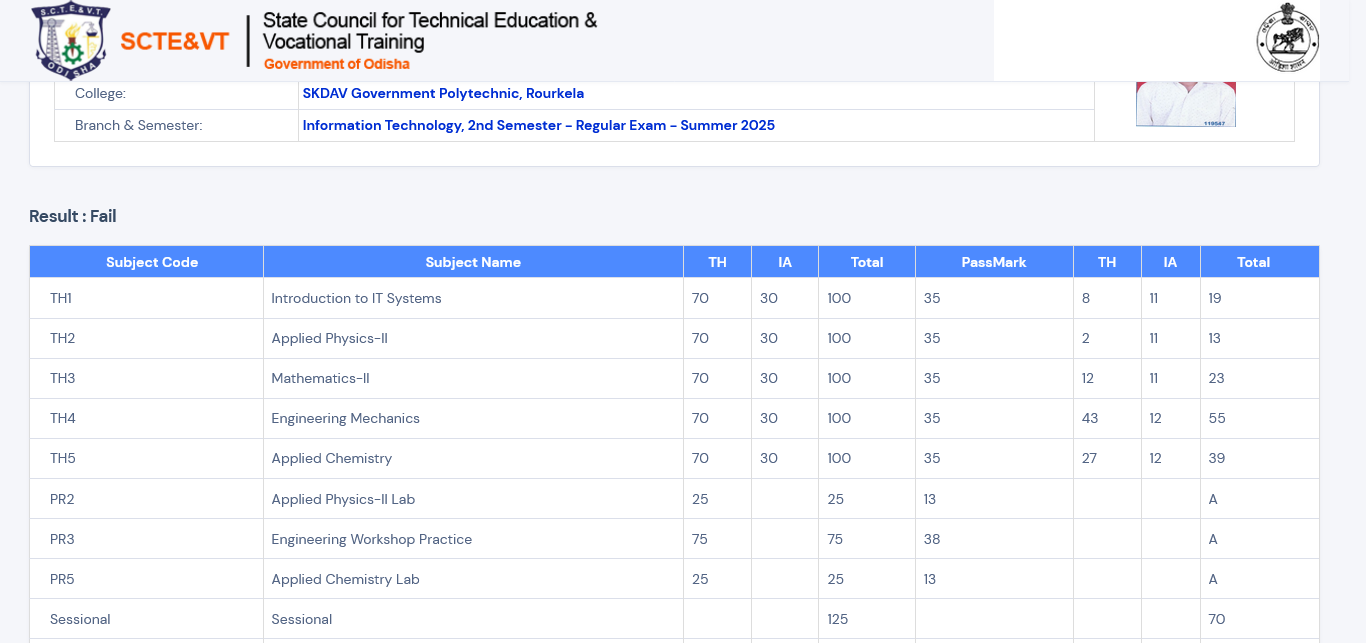 S.C.T.E.&V.T.
ODISHA
SCTE&VT
State Council for Technical Education &
Vocational Training
Government of Odisha
College: SKDAV Government Polytechnic, Rourkela
Branch & Semester: Information Technology, 2nd Semester - Regular Exam - Summer 2025
119547
Result : Fail
Subject Code Subject Name TH IA Total PassMark TH IA Total
TH1 Introduction to IT Systems 70 30 100 35 8 11 19
TH2 Applied Physics-II 70 30 100 35 2 11 13
TH3 Mathematics-II 70 30 100 35 12 11 23
TH4 Engineering Mechanics 70 30 100 35 43 12 55
TH5 Applied Chemistry 70 30 100 35 27 12 39
PR2 Applied Physics-II Lab 25 25 13 A
PR3 Engineering Workshop Practice 75 75 38 A
PR5 Applied Chemistry Lab 25 25 13 A
Sessional Sessional 125 70